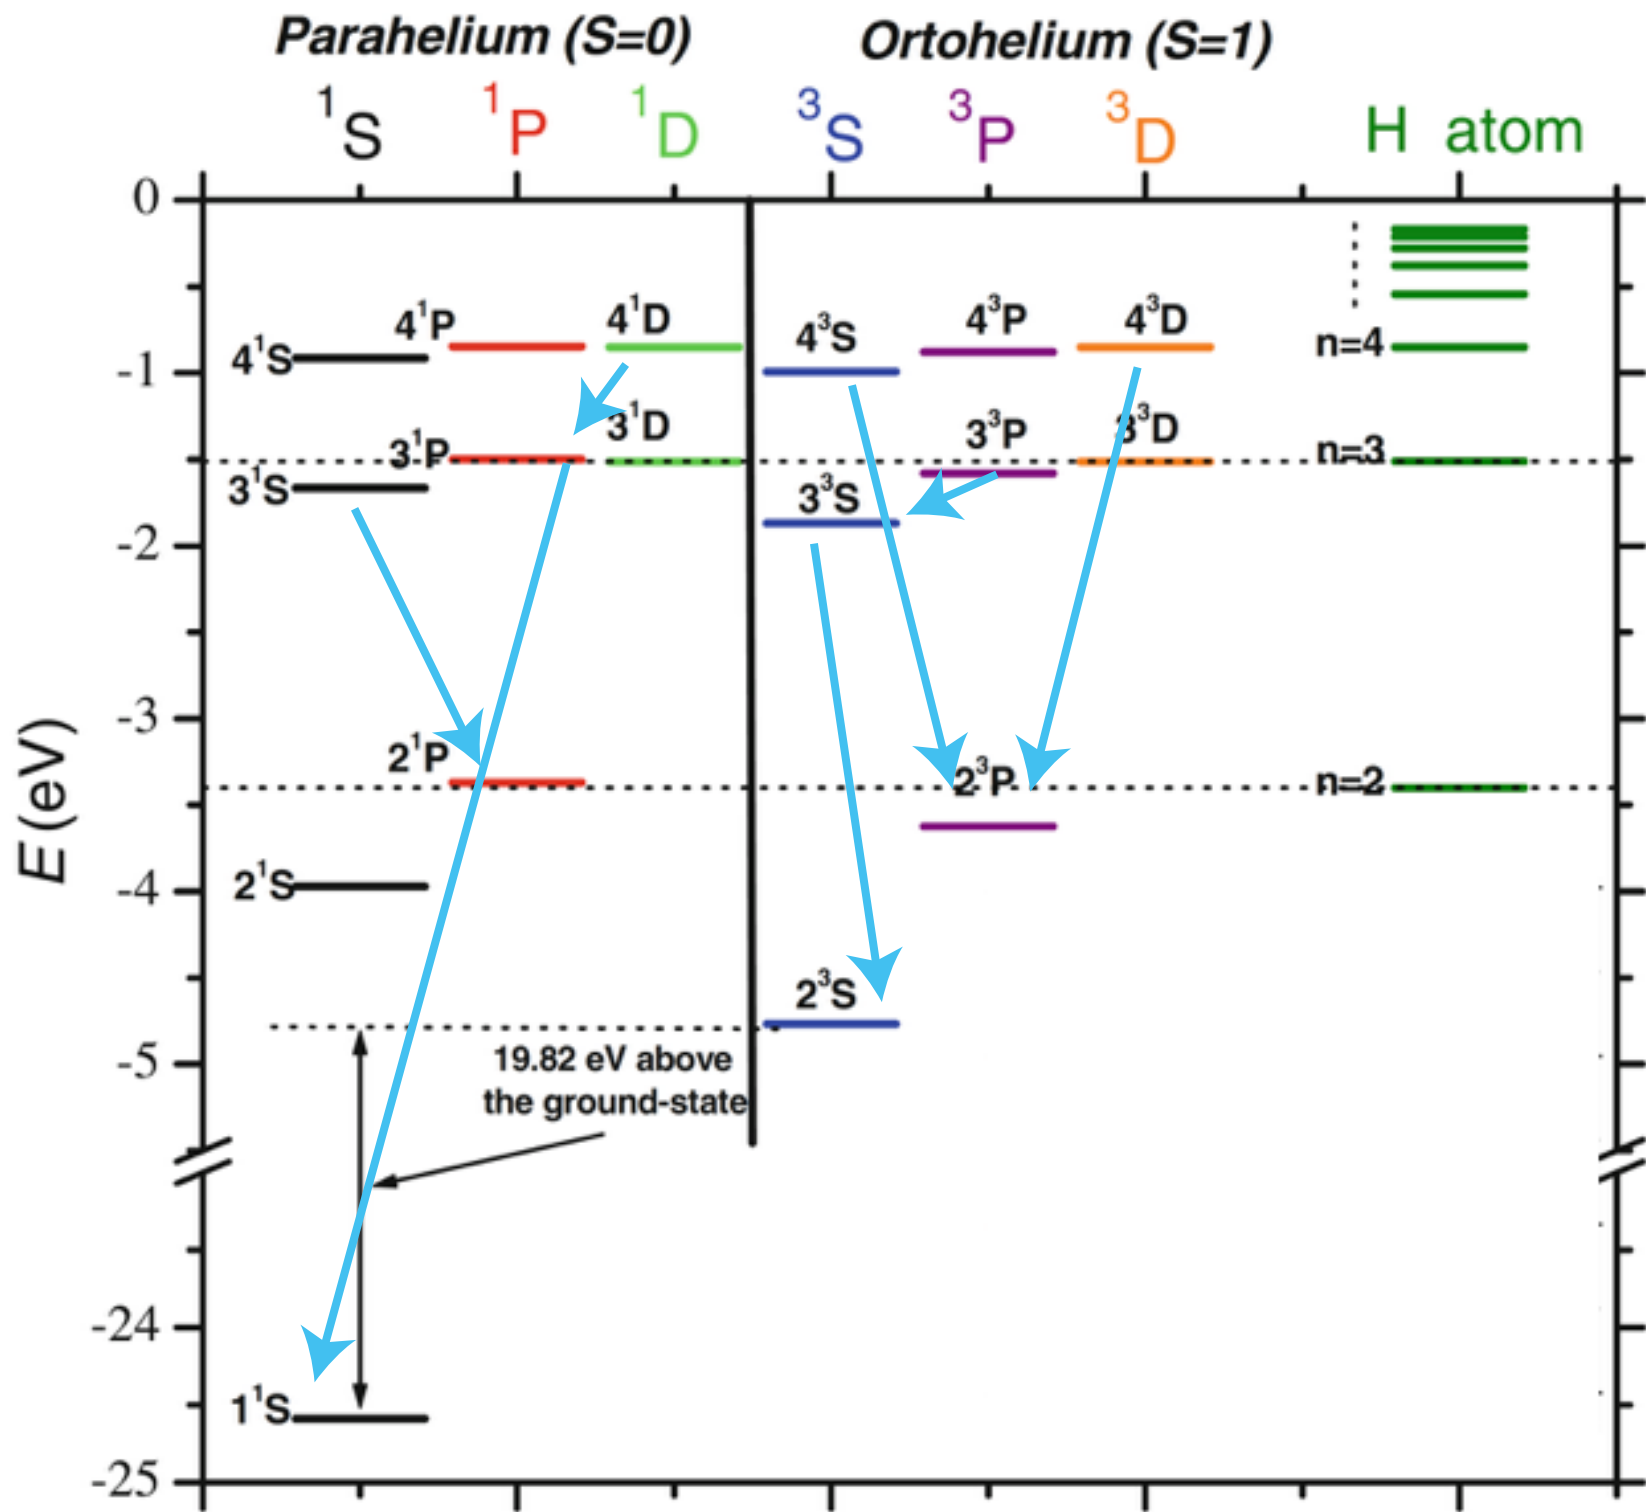 Parahelium (S=0) Ortohelium (S=1)
¹S ¹P ¹D ³S ³P ³D H atom
0
4¹P 4¹D 4³S 4³P 4³D
4¹S n=4
-1
3¹P 3¹D 3³P 3³D n=3
3¹S 3³S
-2
-3
2¹P 2³P n=2
E (eV)
2¹S
-4
2³S
-5
19.82 eV above
the ground-state
-24
1¹S
-25